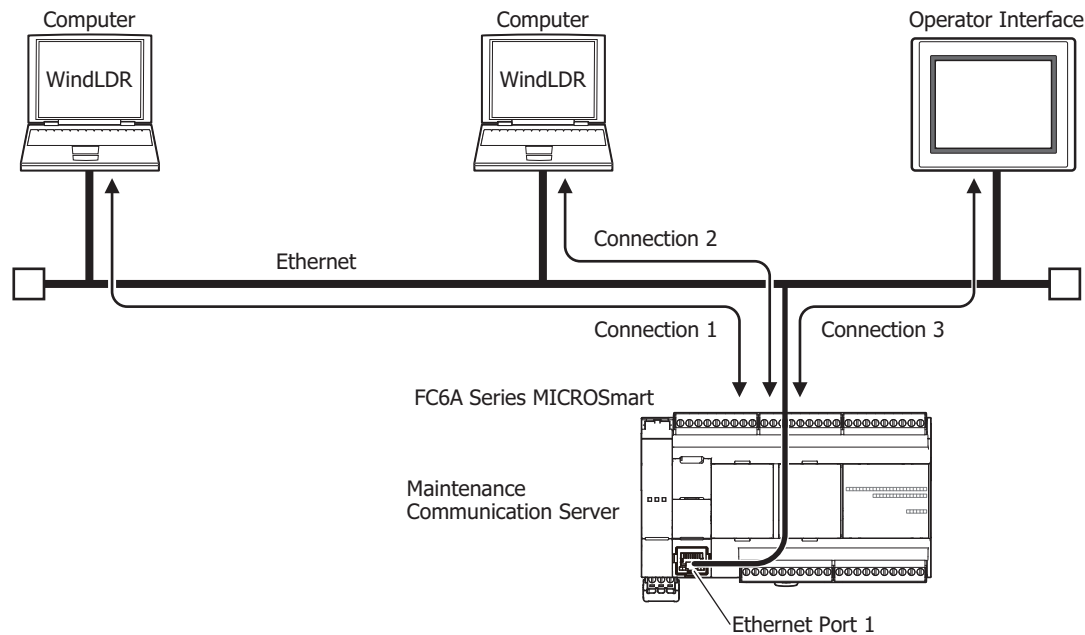 Computer
Computer
Operator Interface
WindLDR
WindLDR
Connection 2
Ethernet
Connection 1
Connection 3
FC6A Series MICROSmart
Maintenance
Communication Server
Ethernet Port 1